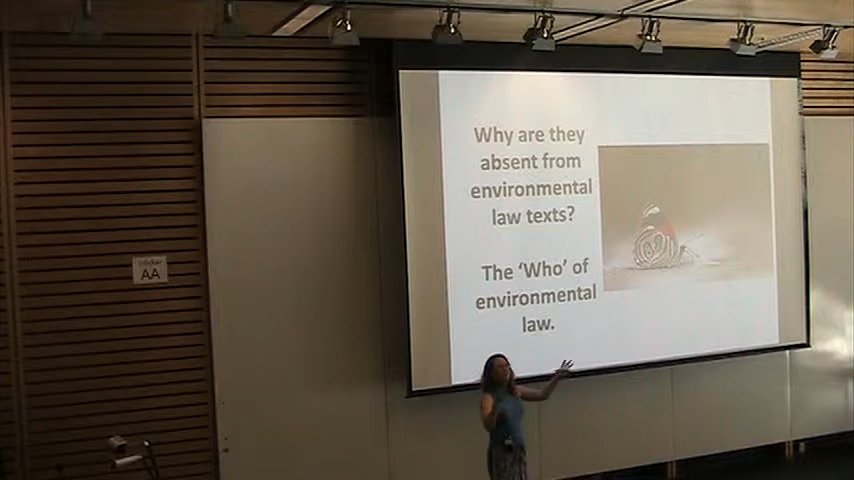 Why are they
absent from
environmental
law texts?
The ‘Who’ of
environmental
law.
AA